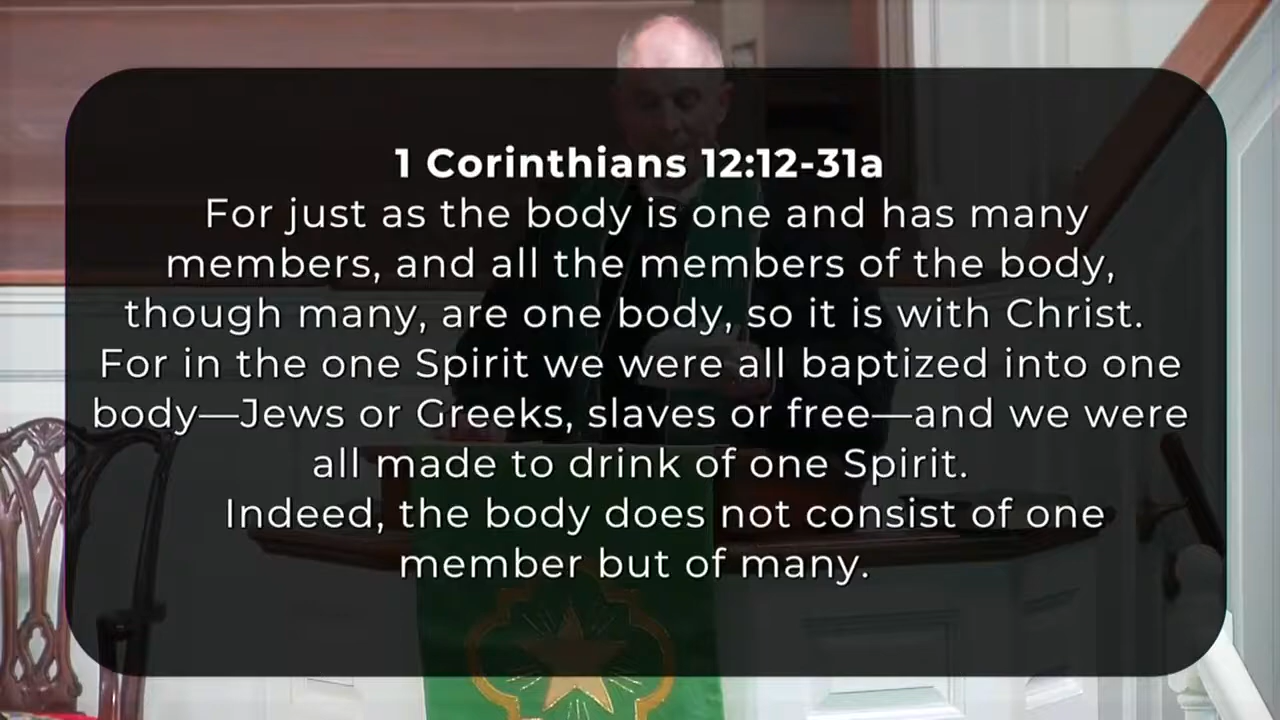 1 Corinthians 12:12-31a
For just as the body is one and has many
members, and all the members of the body,
though many, are one body, so it is with Christ.
For in the one Spirit we were all baptized into one
body—Jews or Greeks, slaves or free—and we were
all made to drink of one Spirit.
Indeed, the body does not consist of one
member but of many.